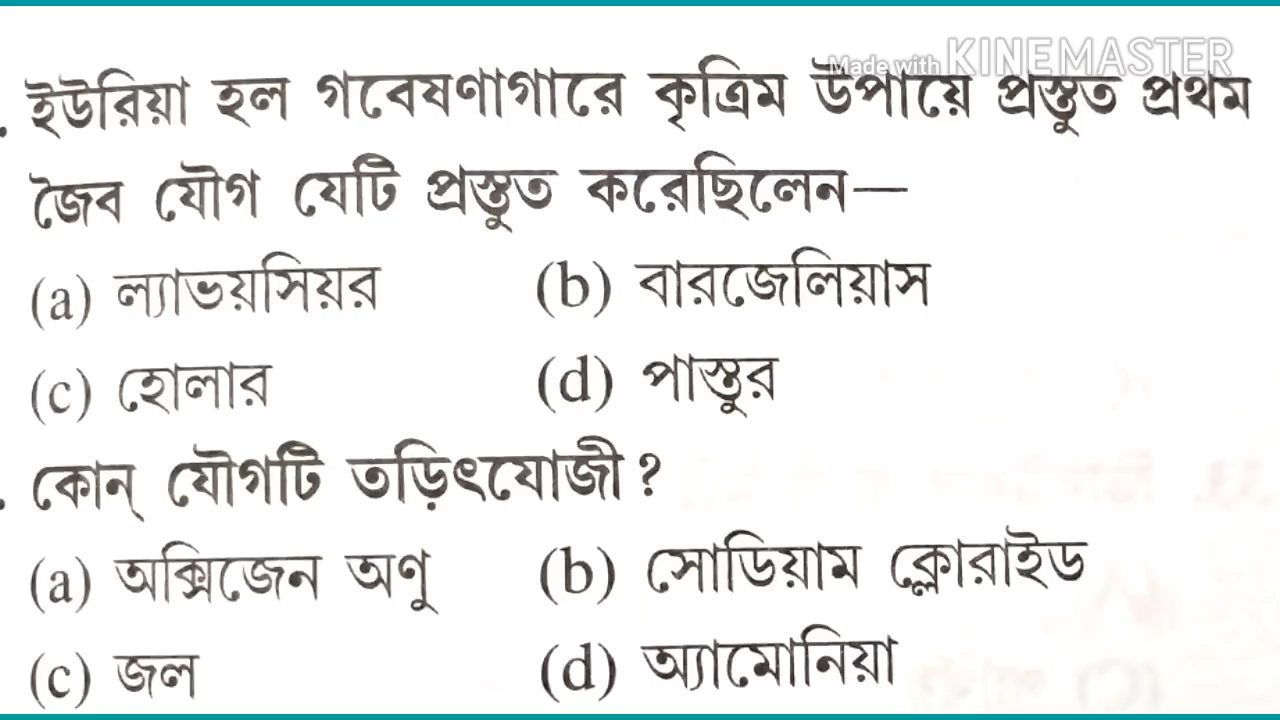 Made with KINEMASTER
. ইউরিয়া হল গবেষণাগারে কৃত্রিম উপায়ে প্রস্তুত প্রথম
জৈব যৌগ যেটি প্রস্তুত করেছিলেন—
(a) ল্যাভয়সিয়র (b) বারজেলিয়াস
(c) হোলার (d) পাস্তুর
. কোন্ যৌগটি তড়িৎযোজী ?
(a) অক্সিজেন অণু (b) সোডিয়াম ক্লোরাইড
(c) জল (d) অ্যামোনিয়া